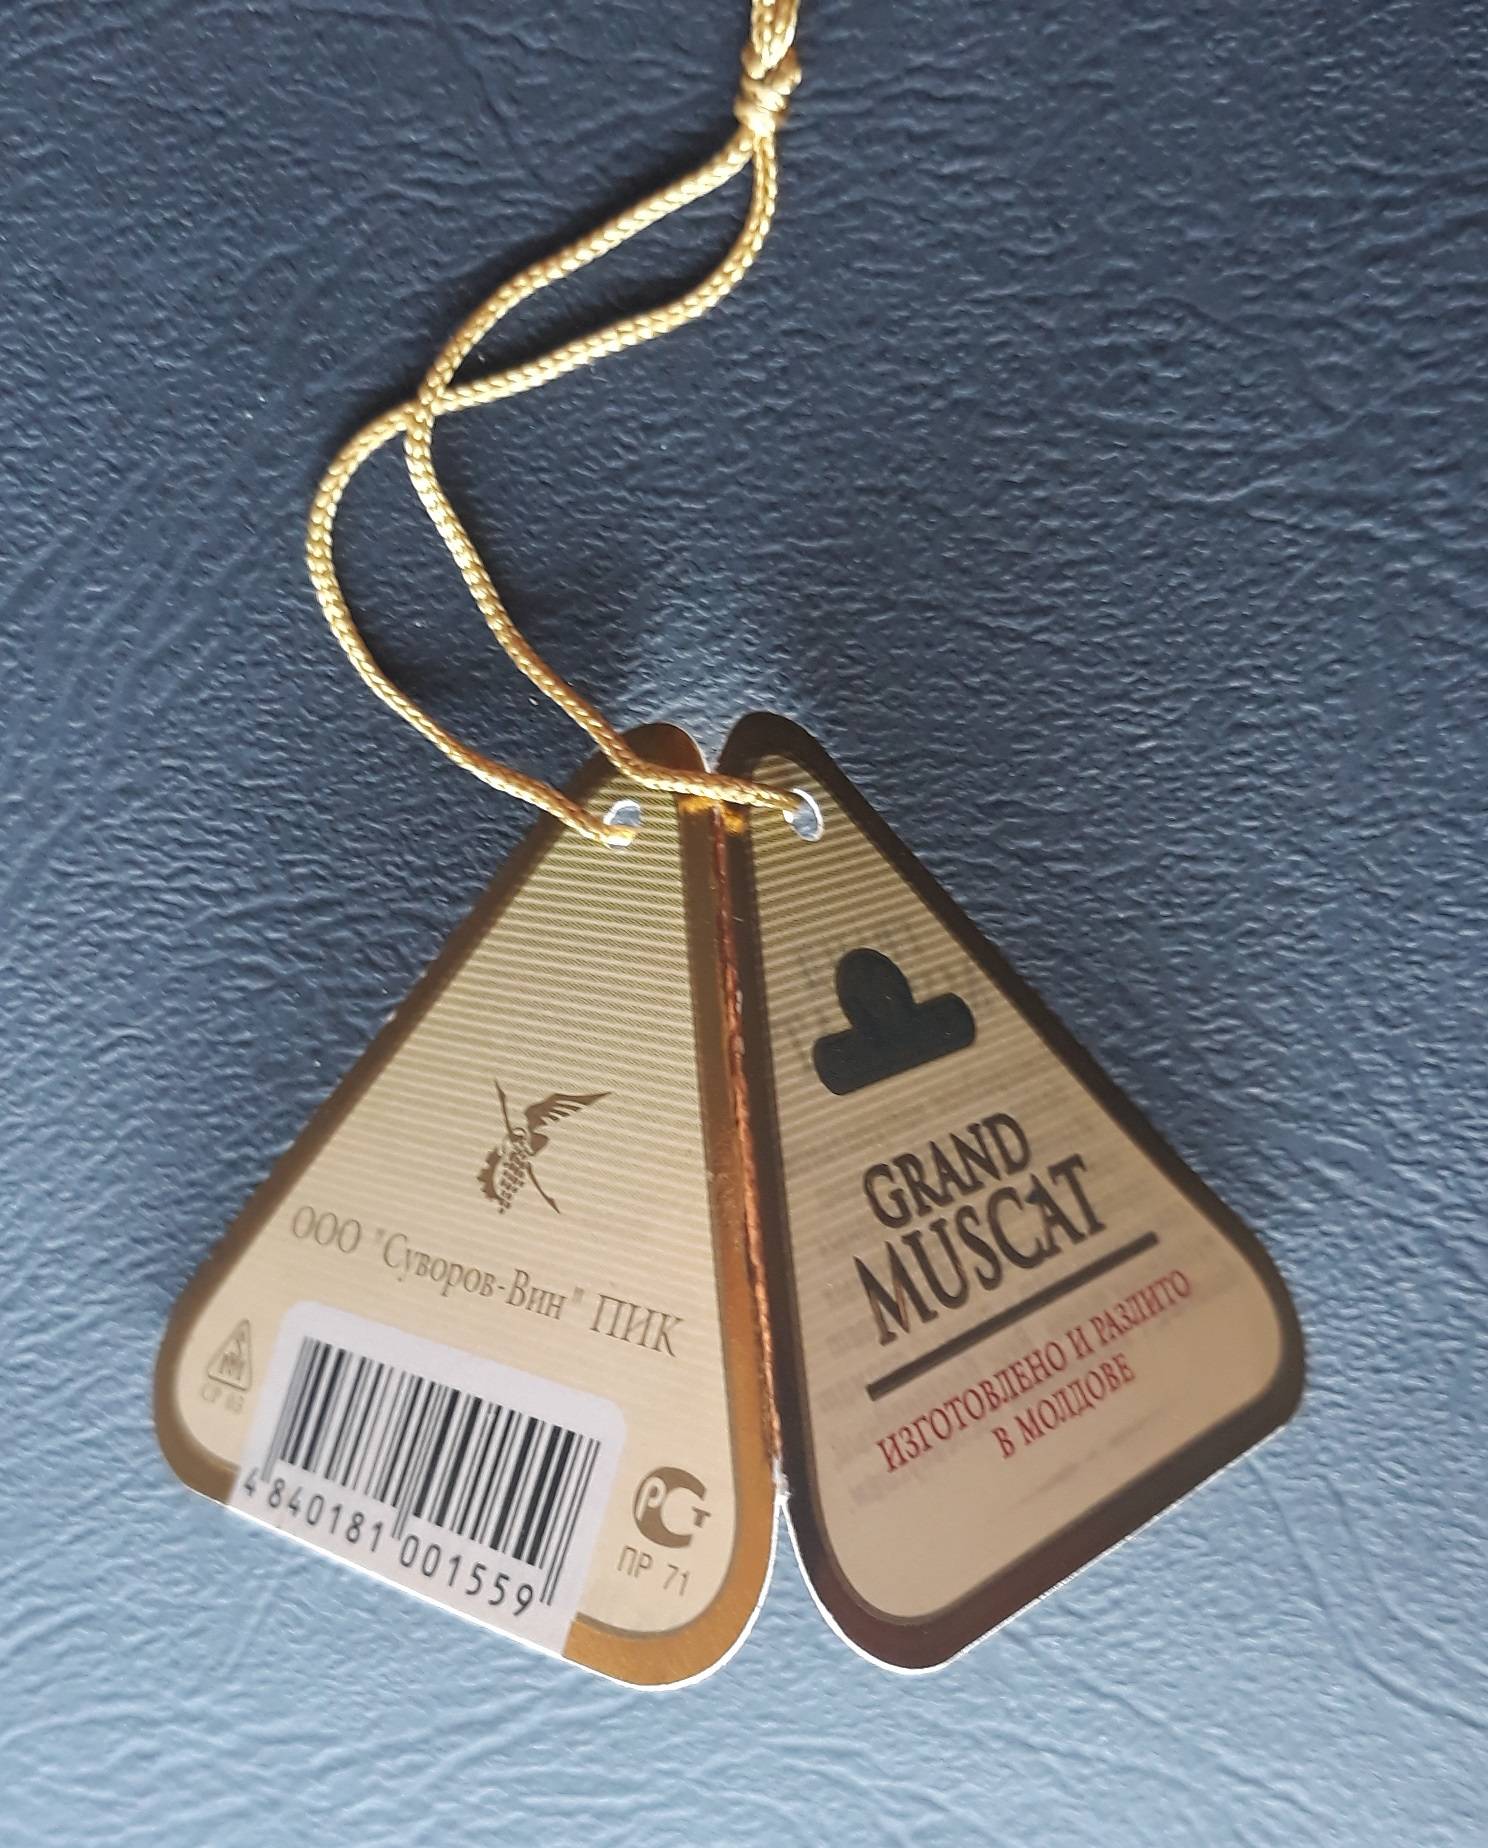 ООО "Суворов-Вин" ПИК
СР 03
4 840181 001559
РСТ
ПР 71
GRAND
MUSCAT
ИЗГОТОВЛЕНО И РАЗЛИТО
В МОЛДОВЕ